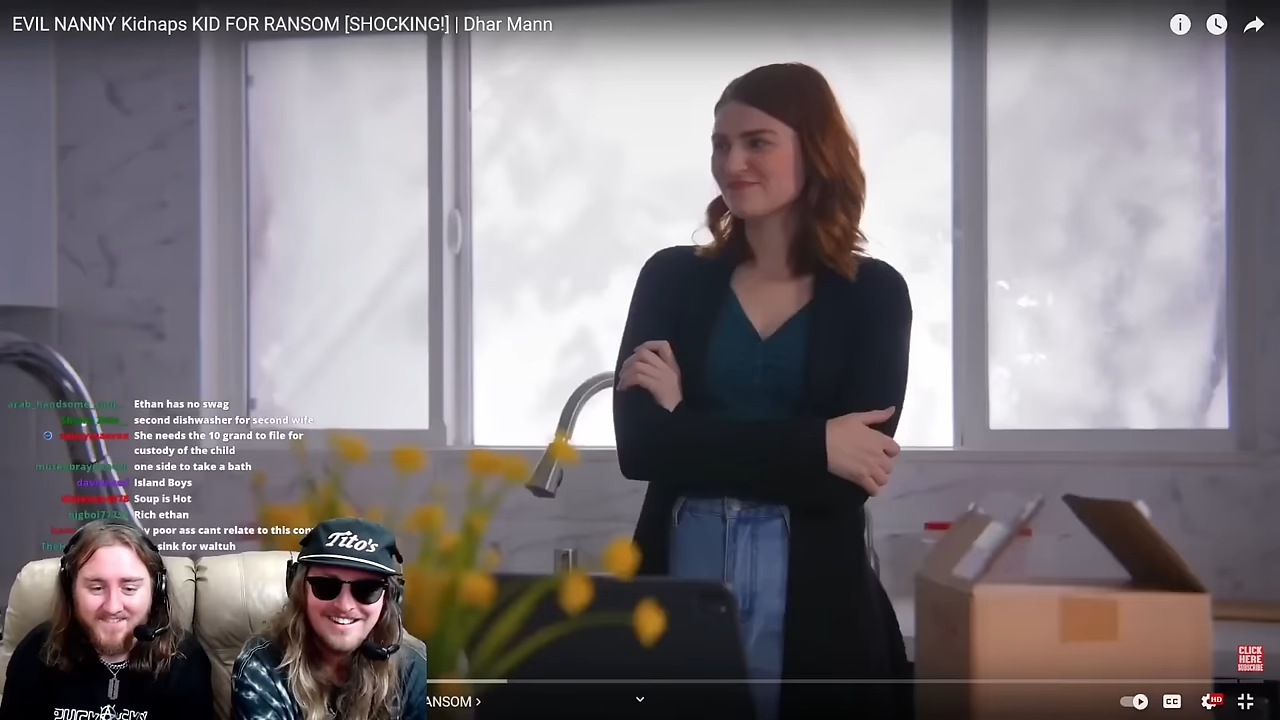 EVIL NANNY Kidnaps KID FOR RANSOM [SHOCKING!] | Dhar Mann
Ethan has no swag
second dishwasher for second wife
She needs the 10 grand to file for
custody of the child
one side to take a bath
Island Boys
Soup is Hot
Rich ethan
poor ass cant relate to this
sink for waltuh
Tito's
CLICK
HERE
SUBSCRIBE
ANSOM ›
CC
HD